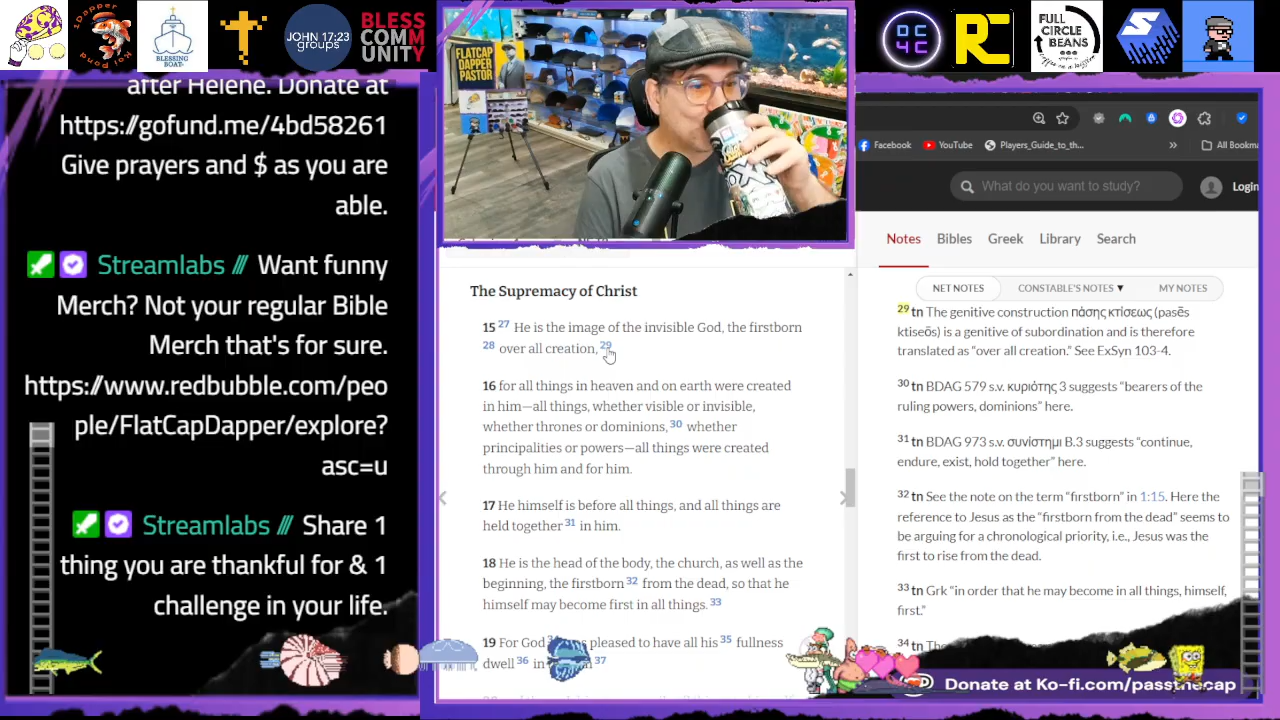 JOHN 17:23
groups
BLESS
COMM
UNITY
BLESSING BOAT
1Dapper
Koi Pond
OC
4C
RC
FULL
CIRCLE
BEANS
after Helene. Donate at
https://gofund.me/4bd58261
Give prayers and $ as you are
able.
Streamlabs /// Want funny
Merch? Not your regular Bible
Merch that's for sure.
https://www.redbubble.com/peo
ple/FlatCapDapper/explore?
asc=u
Streamlabs /// Share 1
thing you are thankful for & 1
challenge in your life.
FLATCAP
DAPPER
PASTOR
The Supremacy of Christ
15 27 He is the image of the invisible God, the firstborn
28 over all creation, 29
16 for all things in heaven and on earth were created
in him—all things, whether visible or invisible,
whether thrones or dominions, 30 whether
principalities or powers—all things were created
through him and for him.
17 He himself is before all things, and all things are
held together 31 in him.
18 He is the head of the body, the church, as well as the
beginning, the firstborn 32 from the dead, so that he
himself may become first in all things. 33
19 For God pleased to have all his 35 fullness
dwell 36 in 37
Facebook
YouTube
Players_Guide_to_th...
»
All Bookma
What do you want to study?
Login
Notes
Bibles
Greek
Library
Search
NET NOTES
CONSTABLE'S NOTES ▼
MY NOTES
29 tn The genitive construction πάσης κτίσεως (pasēs
ktiseōs) is a genitive of subordination and is therefore
translated as “over all creation.” See ExSyn 103-4.
30 tn BDAG 579 s.v. κυριότης 3 suggests “bearers of the
ruling powers, dominions” here.
31 tn BDAG 973 s.v. συνίστημι B.3 suggests “continue,
endure, exist, hold together” here.
32 tn See the note on the term “firstborn” in 1:15. Here the
reference to Jesus as the “firstborn from the dead” seems to
be arguing for a chronological priority, i.e., Jesus was the
first to rise from the dead.
33 tn Grk “in order that he may become in all things, himself,
first.”
34 tn The
Donate at Ko-fi.com/pass cap